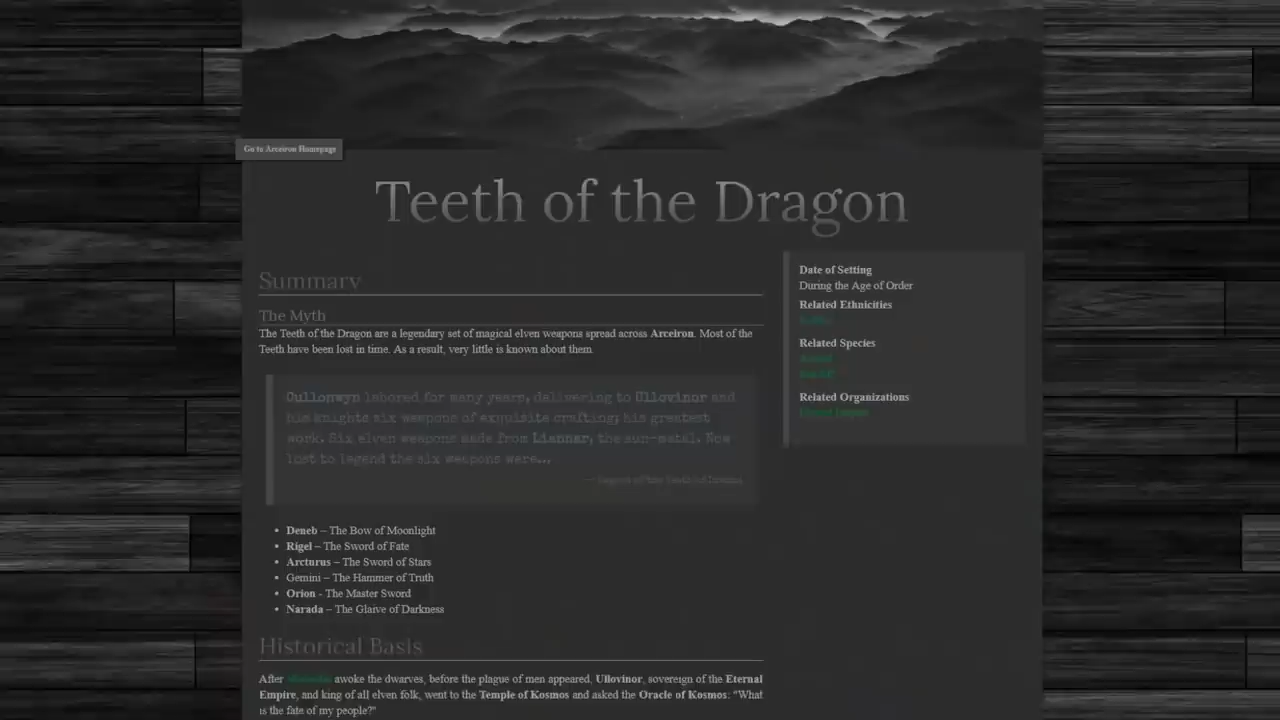 Go to Arceiron Homepage
Teeth of the Dragon
Summary
The Myth
The Teeth of the Dragon are a legendary set of magical elven weapons spread across Arceiron. Most of the
Teeth have been lost in time. As a result, very little is known about them.
Oullonwyn labored for many years, delivering to Ullovinor and
his knights six weapons of exquisite crafting; his greatest
work. Six elven weapons made from Liannar, the sun-metal. Now
lost to legend the six weapons were...
• Deneb – The Bow of Moonlight
• Rigel – The Sword of Fate
• Arcturus – The Sword of Stars
• Gemini – The Hammer of Truth
• Orion - The Master Sword
• Narada – The Glaive of Darkness
Historical Basis
After awoke the dwarves, before the plague of men appeared, Ullovinor, sovereign of the Eternal
Empire, and king of all elven folk, went to the Temple of Kosmos and asked the Oracle of Kosmos: "What
is the fate of my people?"
Date of Setting
During the Age of Order
Related Ethnicities
Related Species
Related Organizations